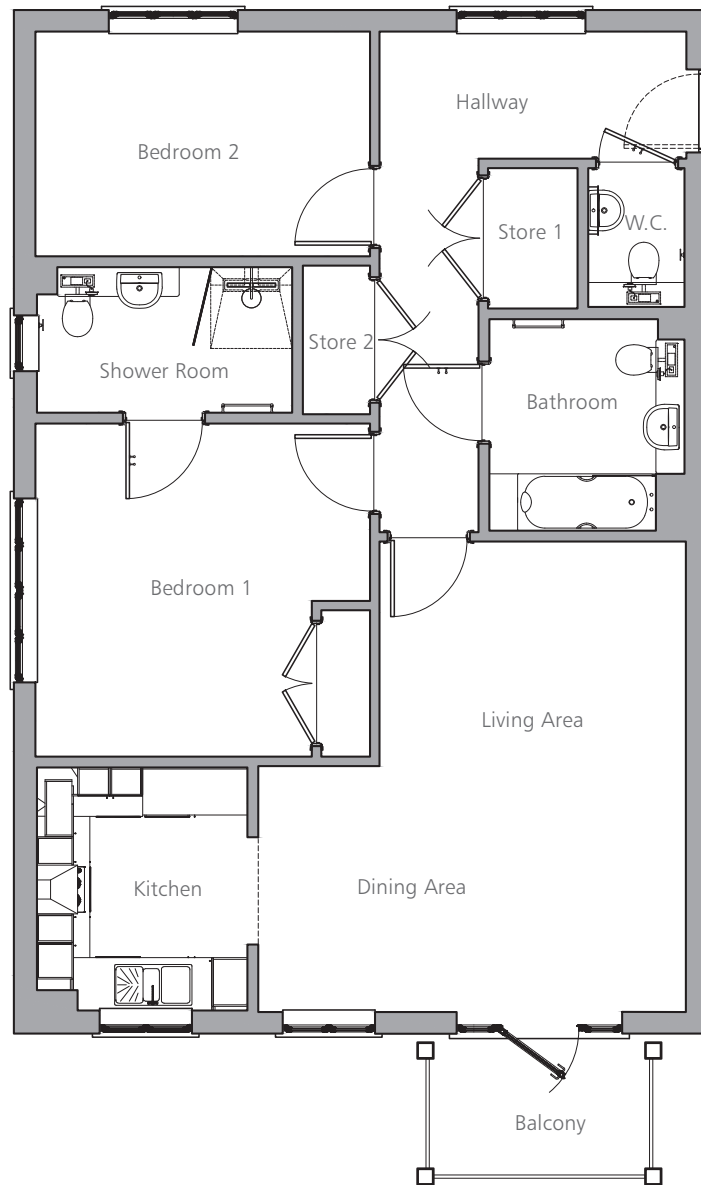 Hallway
Bedroom 2
W.C.
Store 1
Store 2
Shower Room
Bathroom
Bedroom 1
Living Area
Kitchen
Dining Area
Balcony